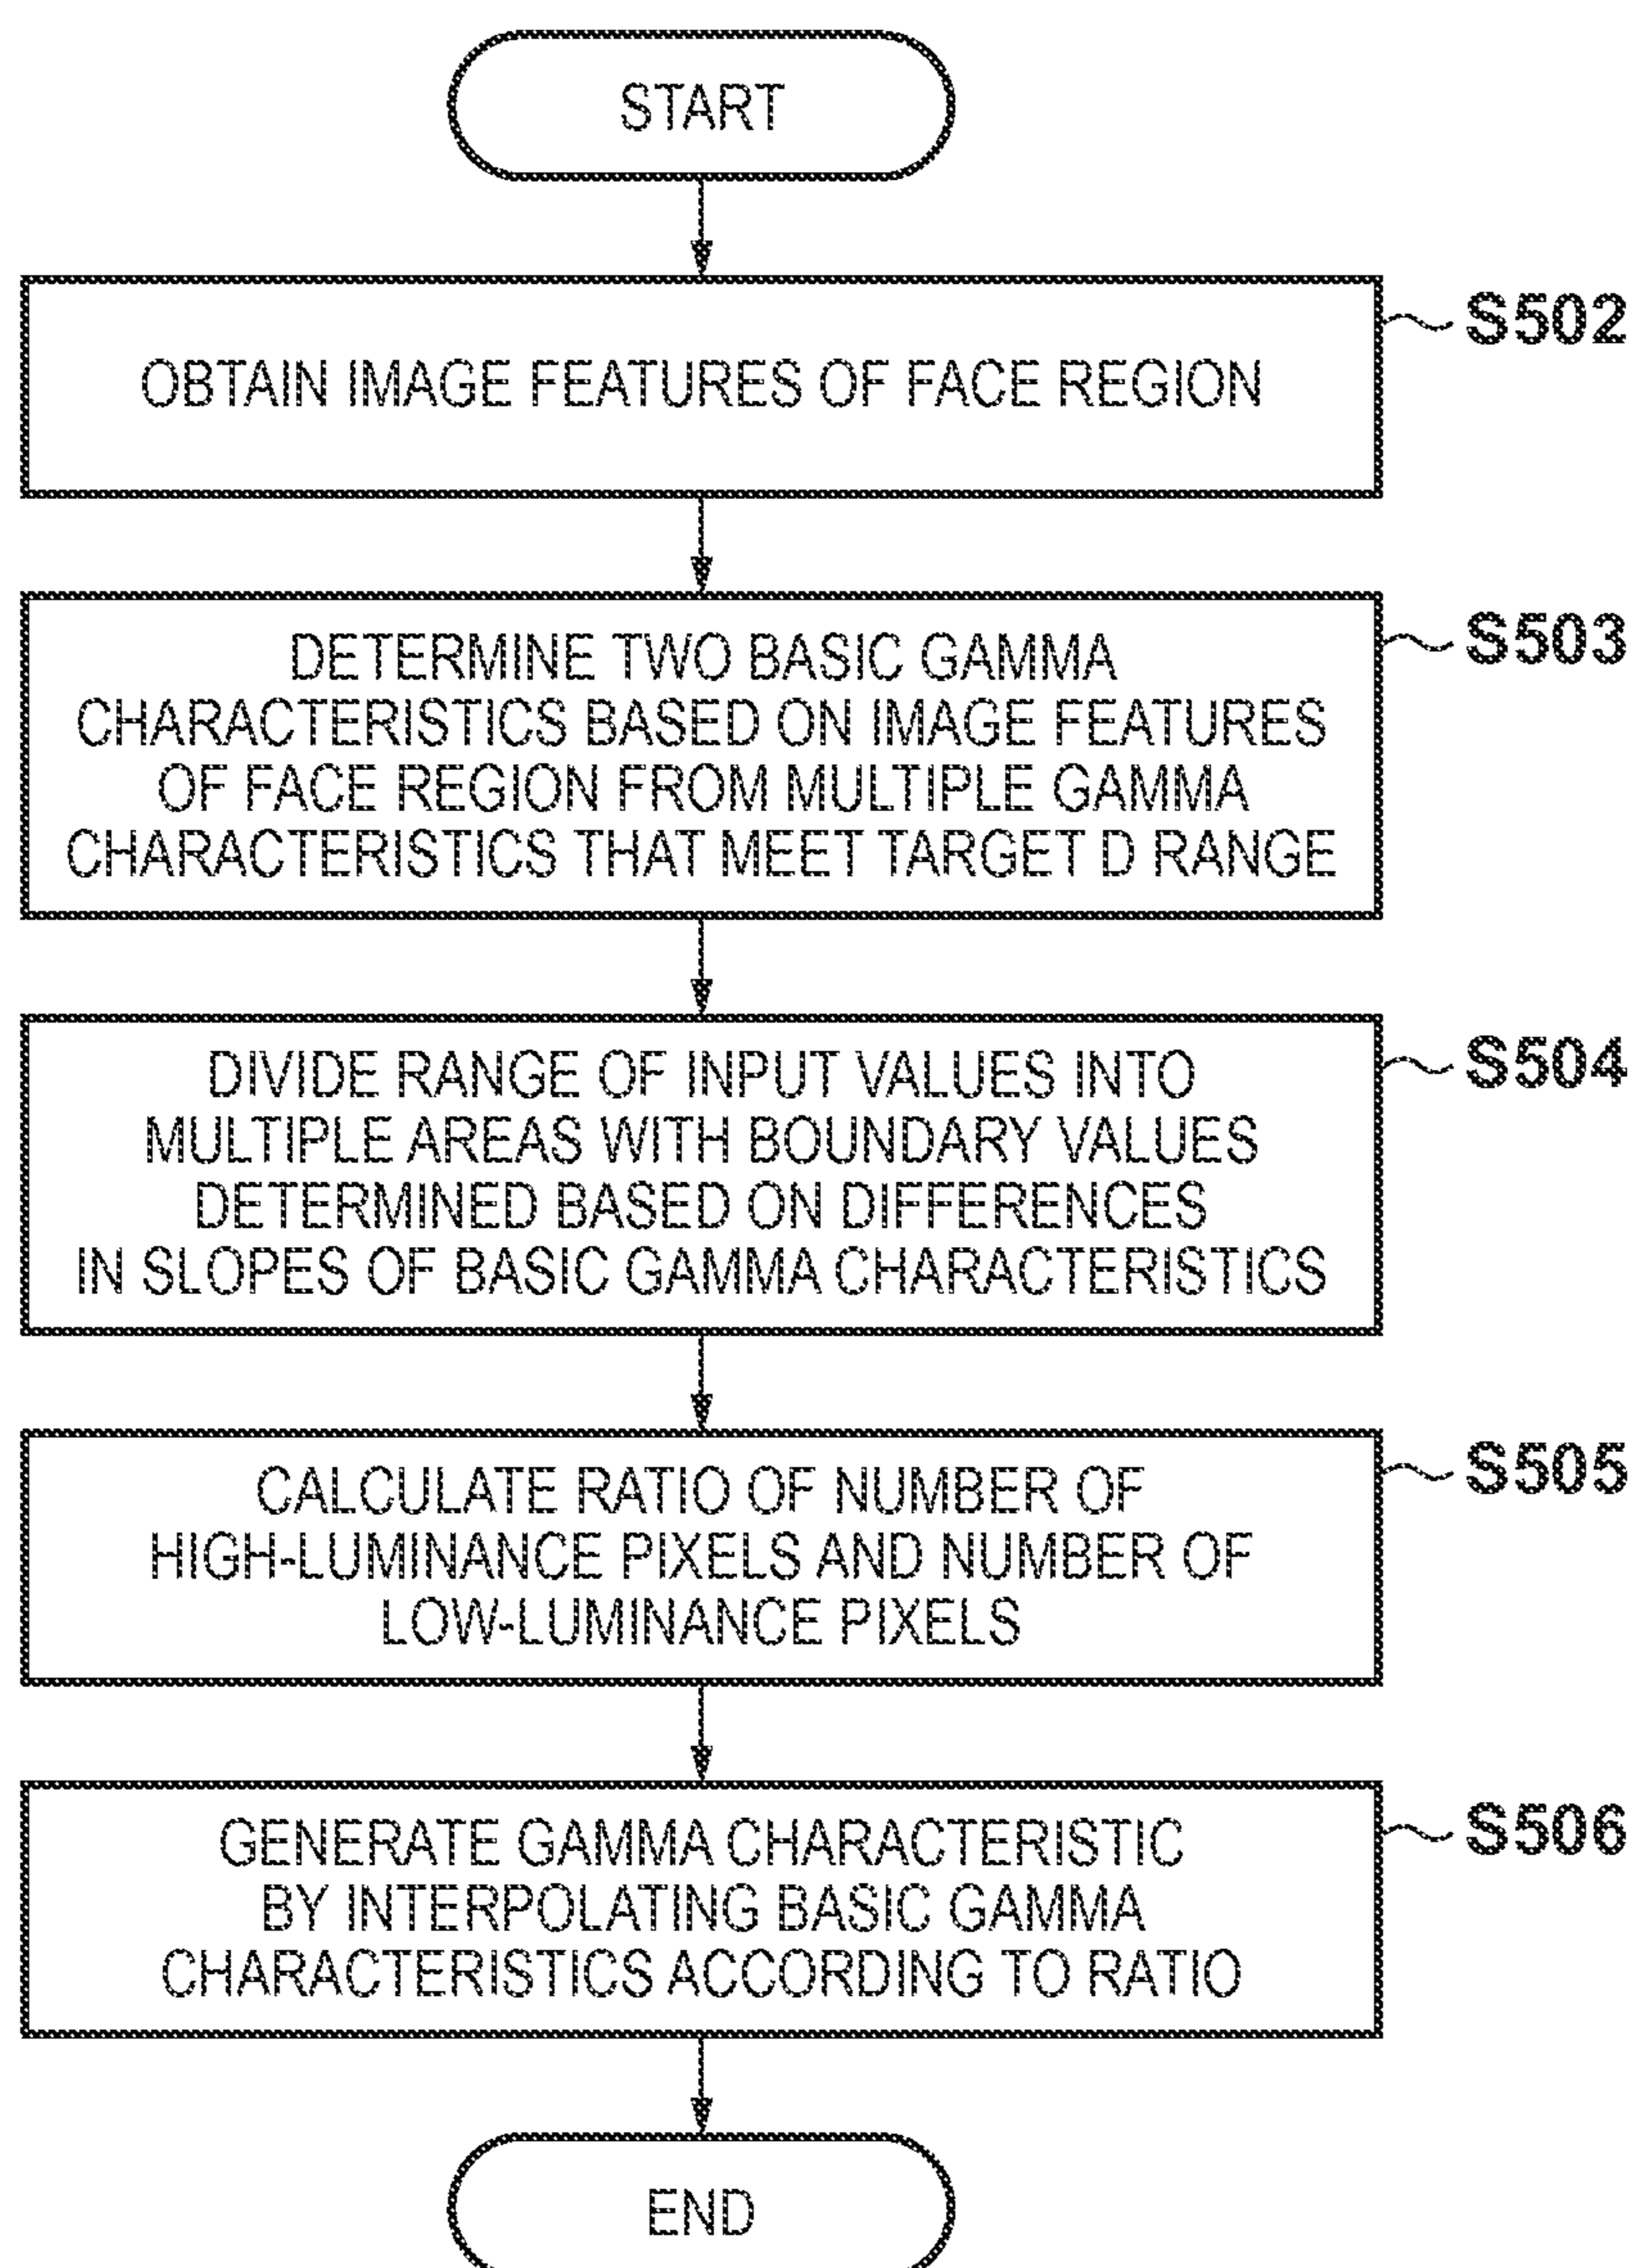 START
OBTAIN IMAGE FEATURES OF FACE REGION
S502
DETERMINE TWO BASIC GAMMA
CHARACTERISTICS BASED ON IMAGE FEATURES
OF FACE REGION FROM MULTIPLE GAMMA
CHARACTERISTICS THAT MEET TARGET D RANGE
S503
DIVIDE RANGE OF INPUT VALUES INTO
MULTIPLE AREAS WITH BOUNDARY VALUES
DETERMINED BASED ON DIFFERENCES
IN SLOPES OF BASIC GAMMA CHARACTERISTICS
S504
CALCULATE RATIO OF NUMBER OF
HIGH-LUMINANCE PIXELS AND NUMBER OF
LOW-LUMINANCE PIXELS
S505
GENERATE GAMMA CHARACTERISTIC
BY INTERPOLATING BASIC GAMMA
CHARACTERISTICS ACCORDING TO RATIO
S506
END